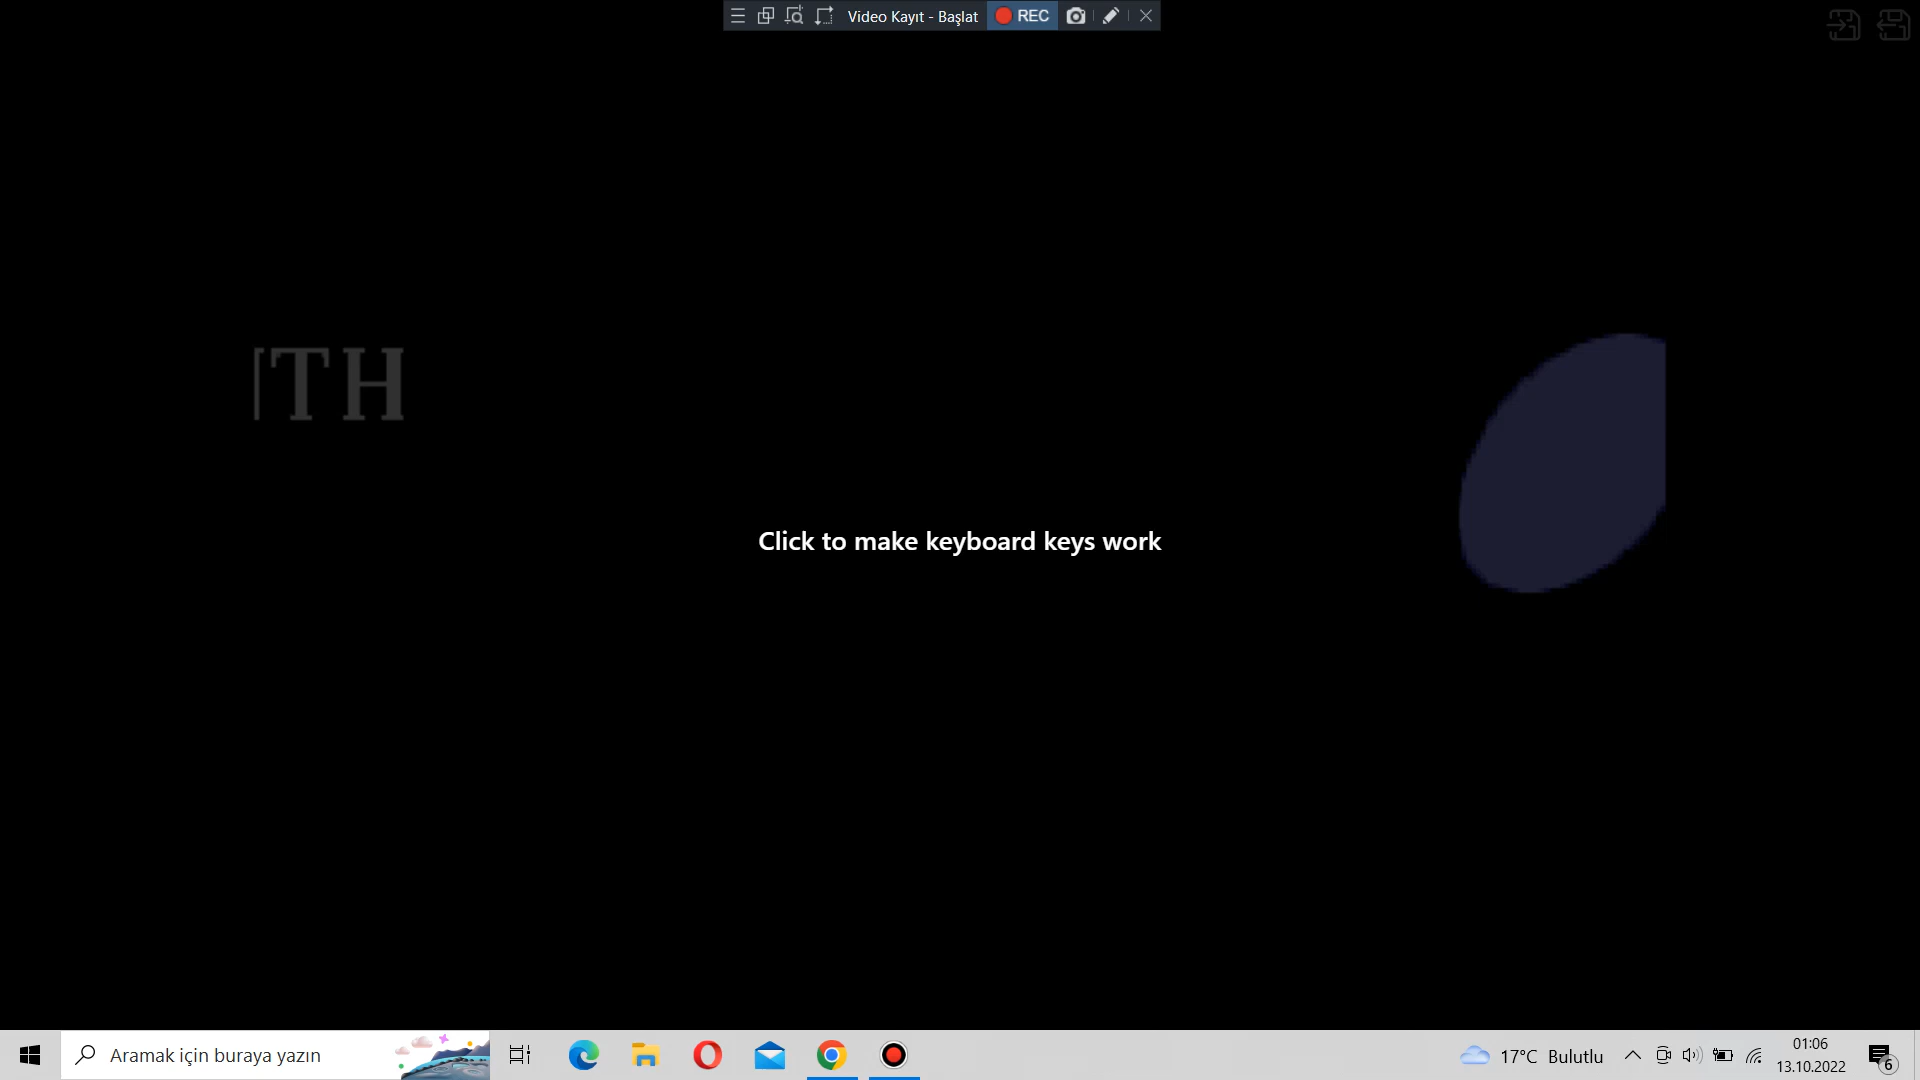 Video Kayıt - Başlat
REC
TH
Click to make keyboard keys work
Aramak için buraya yazın
17°C Bulutlu
01:06
13.10.2022
6